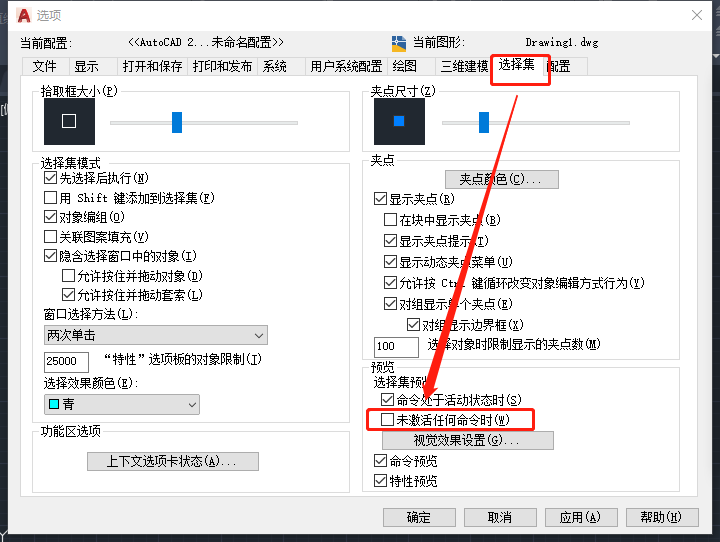 选项
当前配置: <<AutoCAD 2...未命名配置>> 当前图形: Drawing1.dwg
文件 显示 打开和保存 打印和发布 系统 用户系统配置 绘图 三维建模 选择集 配置
拾取框大小(P)
选择集模式
先选择后执行(N)
用 Shift 键添加到选择集(F)
对象编组(O)
关联图案填充(V)
隐含选择窗口中的对象(I)
允许按住并拖动对象(D)
允许按住并拖动套索(L)
窗口选择方法(L):
两次单击
25000 “特性”选项板的对象限制(J)
选择效果颜色(E):
青
功能区选项
上下文选项卡状态(A)...
夹点尺寸(Z)
夹点
夹点颜色(C)...
显示夹点(R)
在块中显示夹点(B)
显示夹点提示(T)
显示动态夹点菜单(U)
允许按 Ctrl 键循环改变对象编辑方式行为(Y)
对组显示单个夹点(E)
对组显示边界框(X)
100 选择对象时限制显示的夹点数(M)
预览
选择集预览
命令处于活动状态时(S)
未激活任何命令时(W)
视觉效果设置(G)...
命令预览
特性预览
确定 取消 应用(A) 帮助(H)